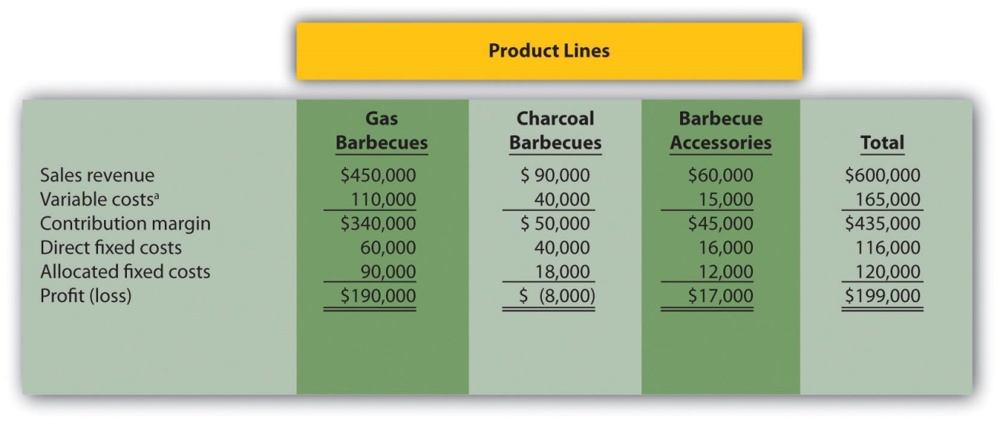 Product Lines
Gas Barbecues Charcoal Barbecues Barbecue Accessories Total
Sales revenue $450,000 $ 90,000 $60,000 $600,000
Variable costsᵃ 110,000 40,000 15,000 165,000
Contribution margin $340,000 $ 50,000 $45,000 $435,000
Direct fixed costs 60,000 40,000 16,000 116,000
Allocated fixed costs 90,000 18,000 12,000 120,000
Profit (loss) $190,000 $ (8,000) $17,000 $199,000